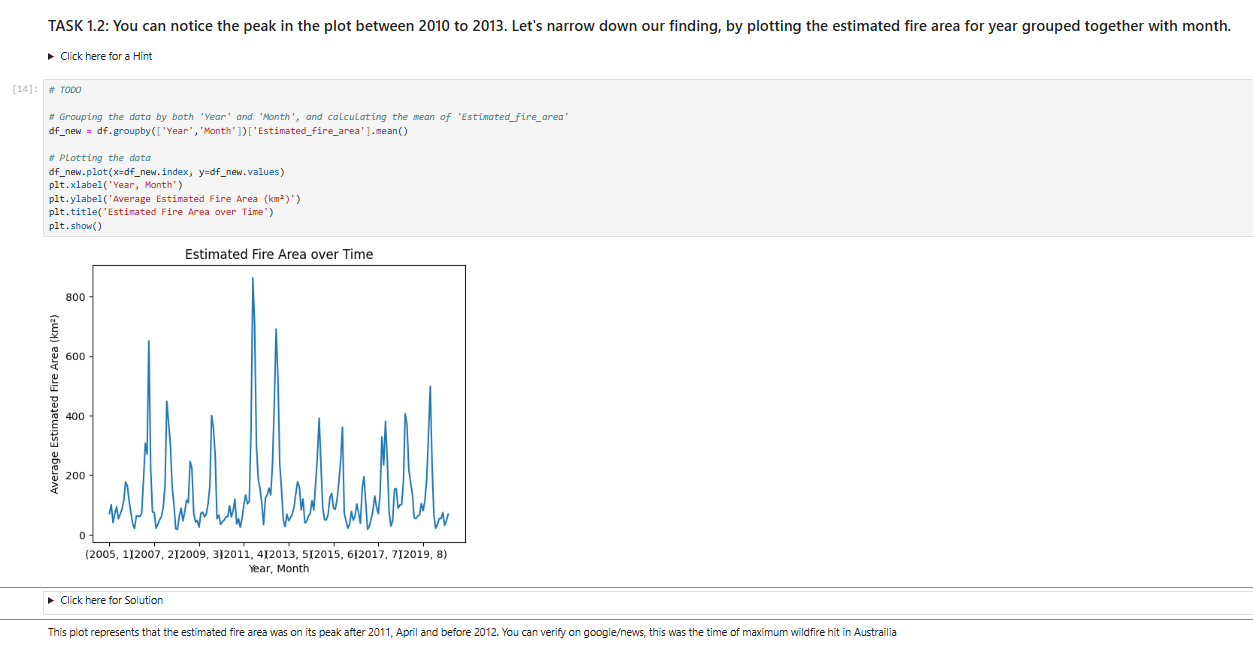 TASK 1.2: You can notice the peak in the plot between 2010 to 2013. Let's narrow down our finding, by plotting the estimated fire area for year grouped together with month.
▶ Click here for a Hint
[14]: # TODO
# Grouping the data by both 'Year' and 'Month', and calculating the mean of 'Estimated_fire_area'
df_new = df.groupby(['Year','Month'])['Estimated_fire_area'].mean()
# Plotting the data
df_new.plot(x=df_new.index, y=df_new.values)
plt.xlabel('Year, Month')
plt.ylabel('Average Estimated Fire Area (km²)')
plt.title('Estimated Fire Area over Time')
plt.show()
Estimated Fire Area over Time
Average Estimated Fire Area (km²)
800
600
400
200
0
(2005, 1)(2007, 2)(2009, 3)(2011, 4)(2013, 5)(2015, 6)(2017, 7)(2019, 8)
Year, Month
▶ Click here for Solution
This plot represents that the estimated fire area was on its peak after 2011, April and before 2012. You can verify on google/news, this was the time of maximum wildfire hit in Austrailia